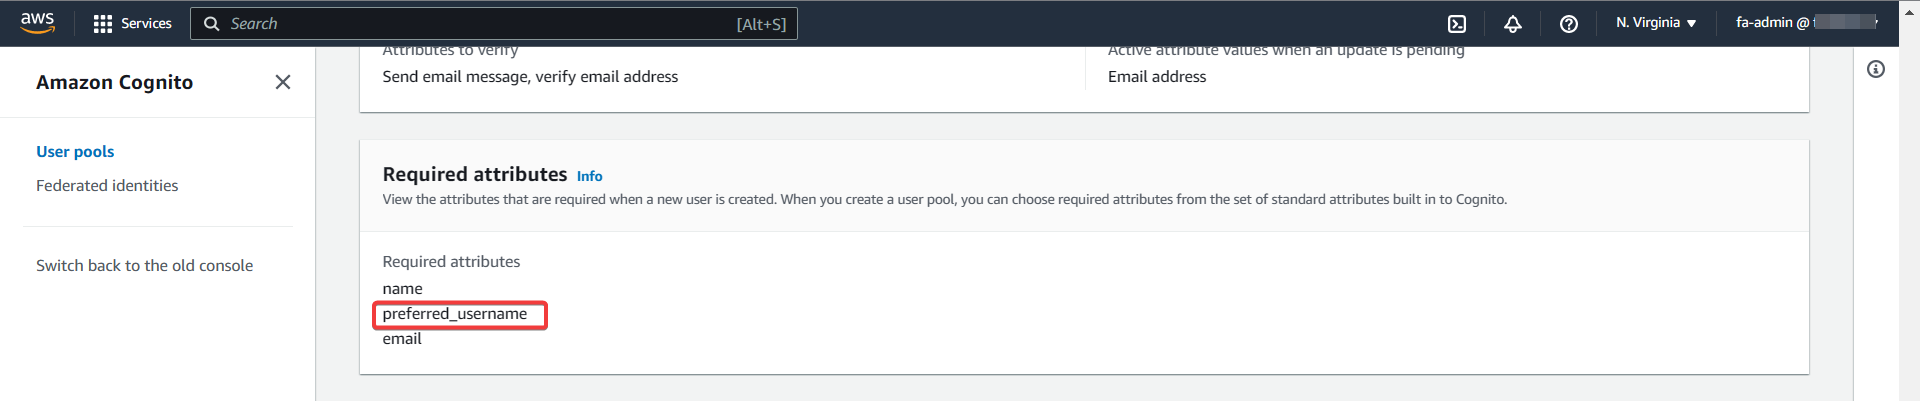 aws
Services
Search
[Alt+S]
N. Virginia
fa-admin @
Amazon Cognito
User pools
Federated identities
Switch back to the old console
Attributes to verify
Send email message, verify email address
Active attribute values when an update is pending
Email address
Required attributes Info
View the attributes that are required when a new user is created. When you create a user pool, you can choose required attributes from the set of standard attributes built in to Cognito.
Required attributes
name
preferred_username
email